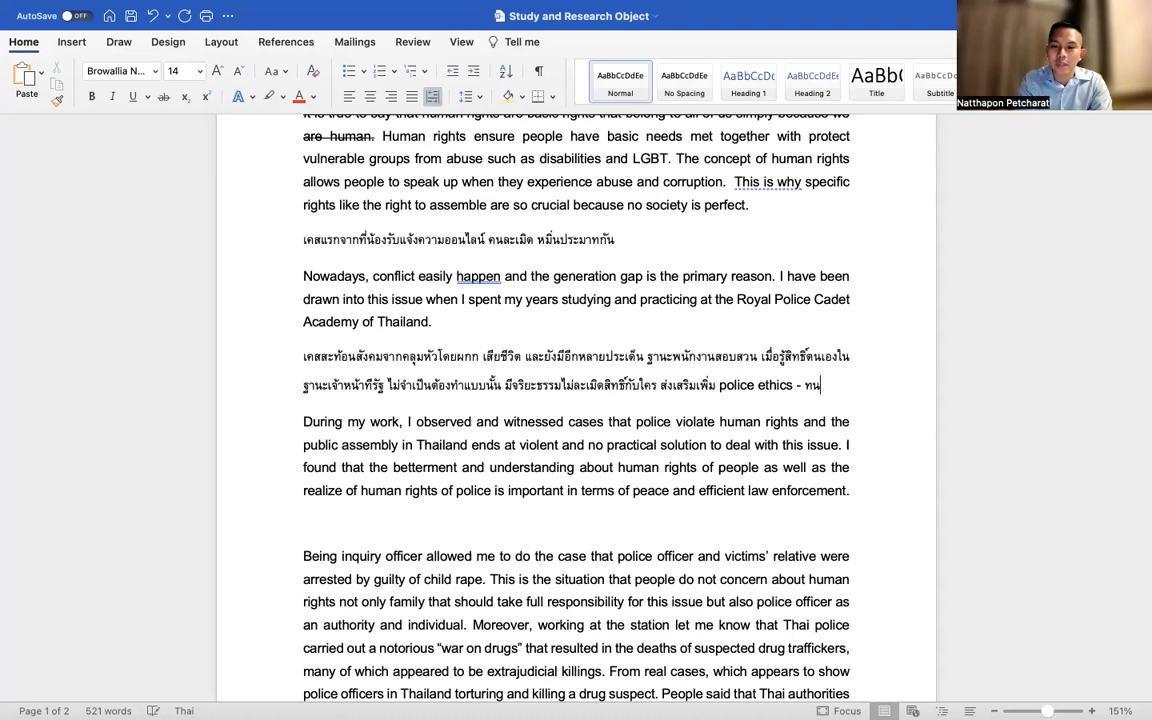 AutoSave OFF Study and Research Object
Home Insert Draw Design Layout References Mailings Review View Tell me
Paste Browallia N... 14 Aa B I U ab x₂ x² A A
AaBbCcDdEe AaBbCcDdEe AaBbCcDc AaBbCcDdEe AaBb( AaBbCcDdEe
Normal No Spacing Heading 1 Heading 2 Title Subtitle
Natthapon Petcharat
it is true to say that human rights are basic rights that belong to all of us simply because we
are human. Human rights ensure people have basic needs met together with protect
vulnerable groups from abuse such as disabilities and LGBT. The concept of human rights
allows people to speak up when they experience abuse and corruption. This is why specific
rights like the right to assemble are so crucial because no society is perfect.
เคสแรกจากที่น้องรับแจ้งความออนไลน์ คนละเมิด หมิ่นประมาทกัน
Nowadays, conflict easily happen and the generation gap is the primary reason. I have been
drawn into this issue when I spent my years studying and practicing at the Royal Police Cadet
Academy of Thailand.
เคสสะท้อนสังคมจากคลุมหัวโดยผกก เสียชีวิต และยังมีอีกหลายประเด็น ฐานะพนักงานสอบสวน เมื่อรู้สิทธิ์ตนเองใน
ฐานะเจ้าหน้าที่รัฐ ไม่จำเป็นต้องทำแบบนั้น มีจริยะธรรมไม่ละเมิดสิทธิ์กับใคร ส่งเสริมเพิ่ม police ethics - ทน
During my work, I observed and witnessed cases that police violate human rights and the
public assembly in Thailand ends at violent and no practical solution to deal with this issue. I
found that the betterment and understanding about human rights of people as well as the
realize of human rights of police is important in terms of peace and efficient law enforcement.
Being inquiry officer allowed me to do the case that police officer and victims' relative were
arrested by guilty of child rape. This is the situation that people do not concern about human
rights not only family that should take full responsibility for this issue but also police officer as
an authority and individual. Moreover, working at the station let me know that Thai police
carried out a notorious “war on drugs” that resulted in the deaths of suspected drug traffickers,
many of which appeared to be extrajudicial killings. From real cases, which appears to show
police officers in Thailand torturing and killing a drug suspect. People said that Thai authorities
Page 1 of 2 521 words Thai Focus 151%